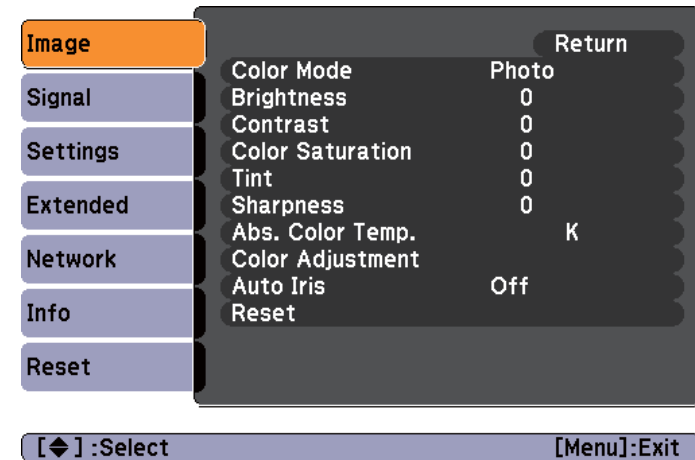 Image
Signal
Settings
Extended
Network
Info
Reset
Return
Color Mode Photo
Brightness 0
Contrast 0
Color Saturation 0
Tint 0
Sharpness 0
Abs. Color Temp. K
Color Adjustment
Auto Iris Off
Reset
[◆] :Select [Menu]:Exit